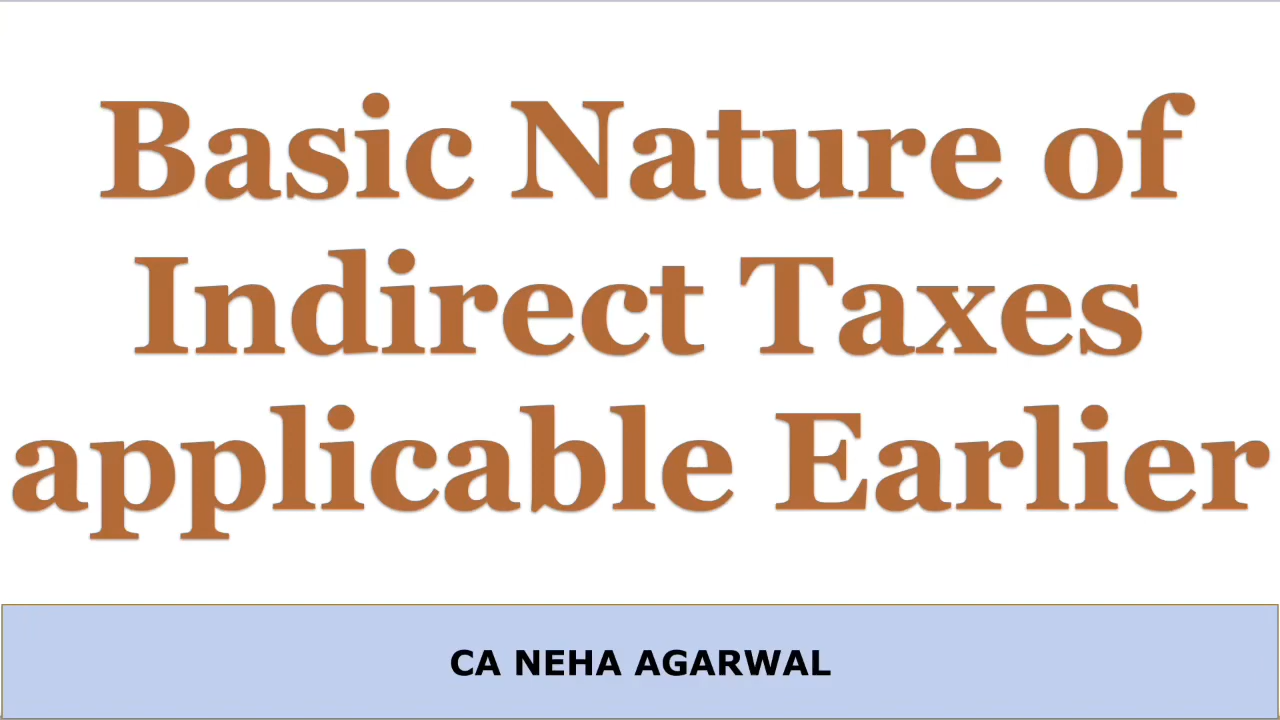 Basic Nature of
Indirect Taxes
applicable Earlier
CA NEHA AGARWAL